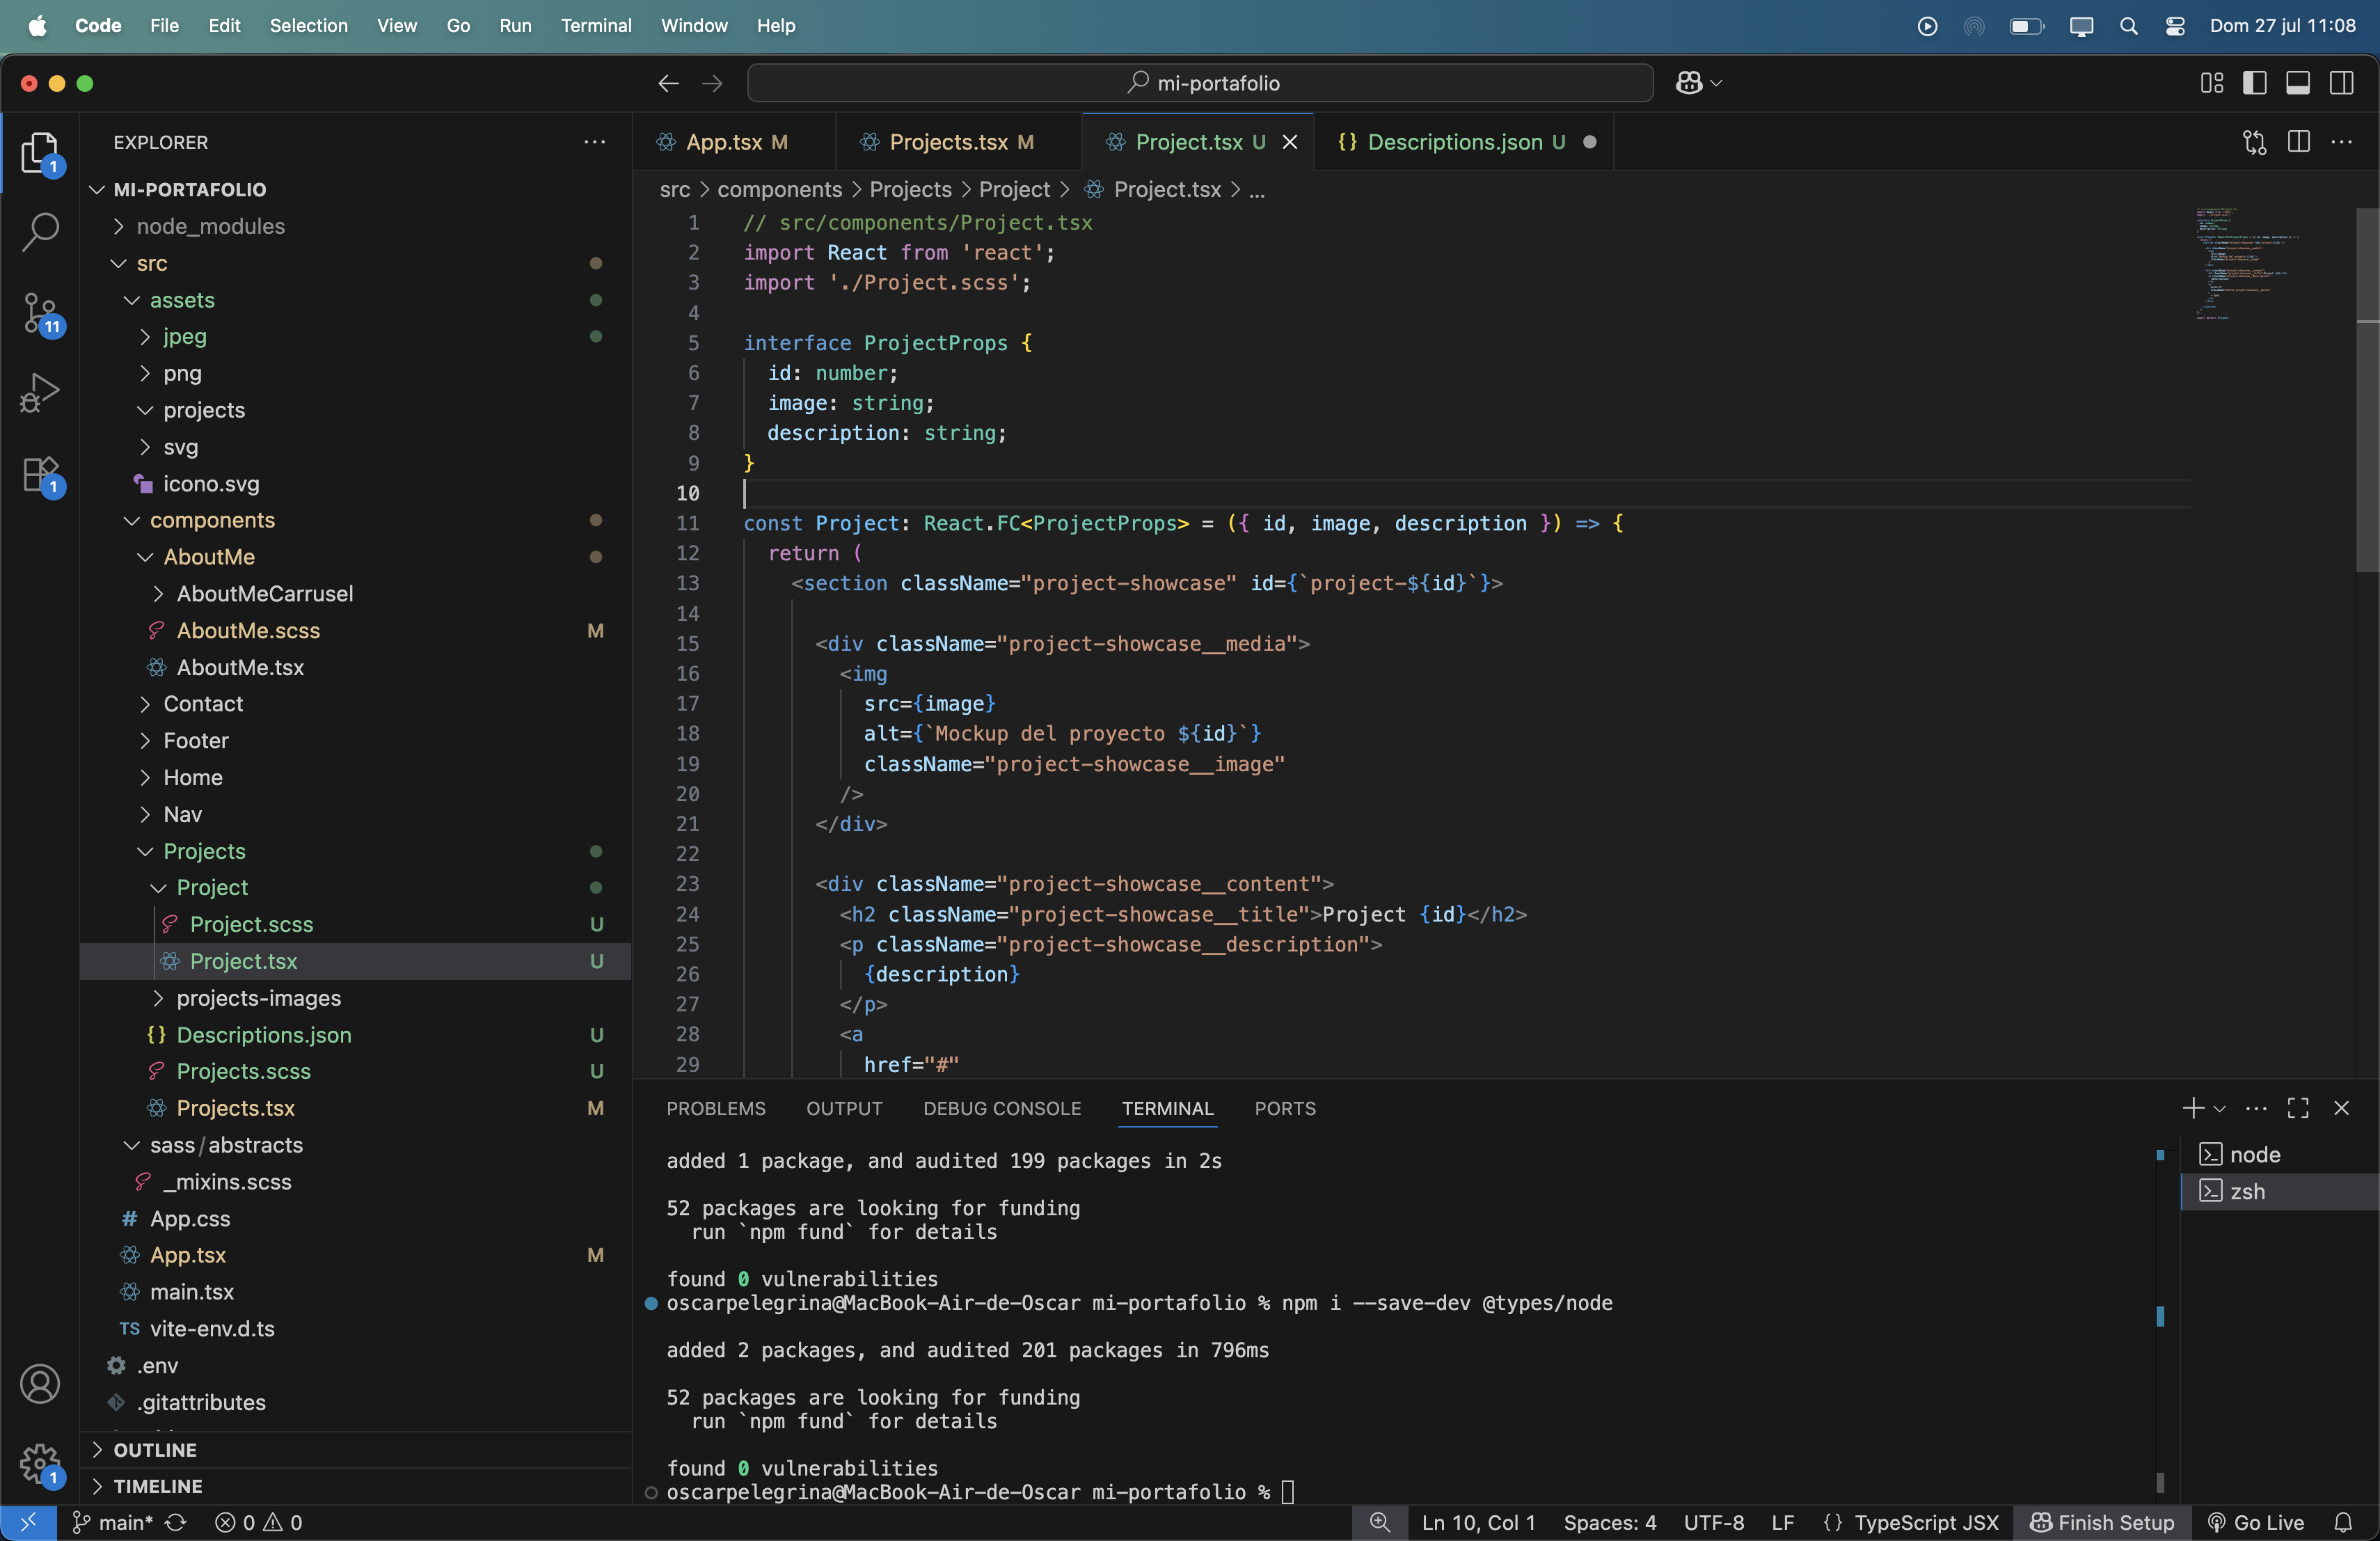 Code File Edit Selection View Go Run Terminal Window Help Dom 27 jul 11:08
mi-portafolio
EXPLORER
MI-PORTAFOLIO
node_modules
src
assets
jpeg
png
projects
svg
icono.svg
components
AboutMe
AboutMeCarrusel
AboutMe.scss M
AboutMe.tsx
Contact
Footer
Home
Nav
Projects
Project
Project.scss U
Project.tsx U
projects-images
{} Descriptions.json U
Projects.scss U
Projects.tsx M
sass/abstracts
_mixins.scss
# App.css
App.tsx M
main.tsx
TS vite-env.d.ts
.env
.gitattributes
OUTLINE
TIMELINE
1
11
1
1
App.tsx M Projects.tsx M Project.tsx U {} Descriptions.json U
src > components > Projects > Project > Project.tsx > ...
1 // src/components/Project.tsx
2 import React from 'react';
3 import './Project.scss';
4
5 interface ProjectProps {
6 id: number;
7 image: string;
8 description: string;
9 }
10
11 const Project: React.FC<ProjectProps> = ({ id, image, description }) => {
12 return (
13 <section className="project-showcase" id={`project-${id}`}>
14
15 <div className="project-showcase__media">
16 <img
17 src={image}
18 alt={`Mockup del proyecto ${id}`}
19 className="project-showcase__image"
20 />
21 </div>
22
23 <div className="project-showcase__content">
24 <h2 className="project-showcase__title">Project {id}</h2>
25 <p className="project-showcase__description">
26 {description}
27 </p>
28 <a
29 href="#"
PROBLEMS OUTPUT DEBUG CONSOLE TERMINAL PORTS
added 1 package, and audited 199 packages in 2s
52 packages are looking for funding
run `npm fund` for details
found 0 vulnerabilities
oscarpelegrina@MacBook-Air-de-Oscar mi-portafolio % npm i --save-dev @types/node
added 2 packages, and audited 201 packages in 796ms
52 packages are looking for funding
run `npm fund` for details
found 0 vulnerabilities
oscarpelegrina@MacBook-Air-de-Oscar mi-portafolio %
node
zsh
main* 0 0 Ln 10, Col 1 Spaces: 4 UTF-8 LF {} TypeScript JSX Finish Setup Go Live